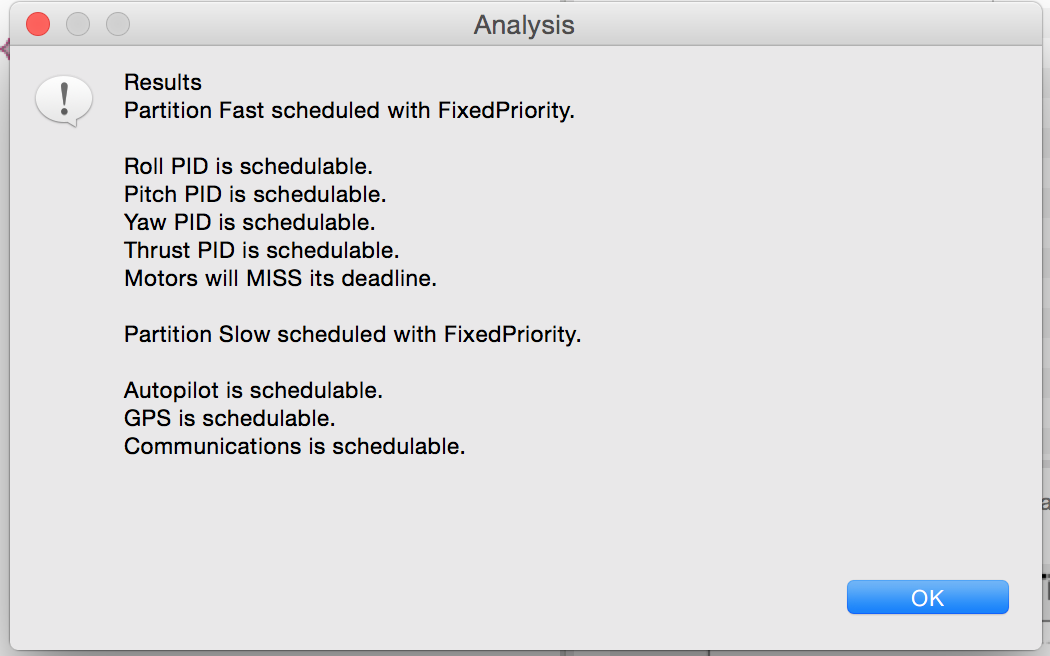 Analysis
Results
Partition Fast scheduled with FixedPriority.
Roll PID is schedulable.
Pitch PID is schedulable.
Yaw PID is schedulable.
Thrust PID is schedulable.
Motors will MISS its deadline.
Partition Slow scheduled with FixedPriority.
Autopilot is schedulable.
GPS is schedulable.
Communications is schedulable.
OK